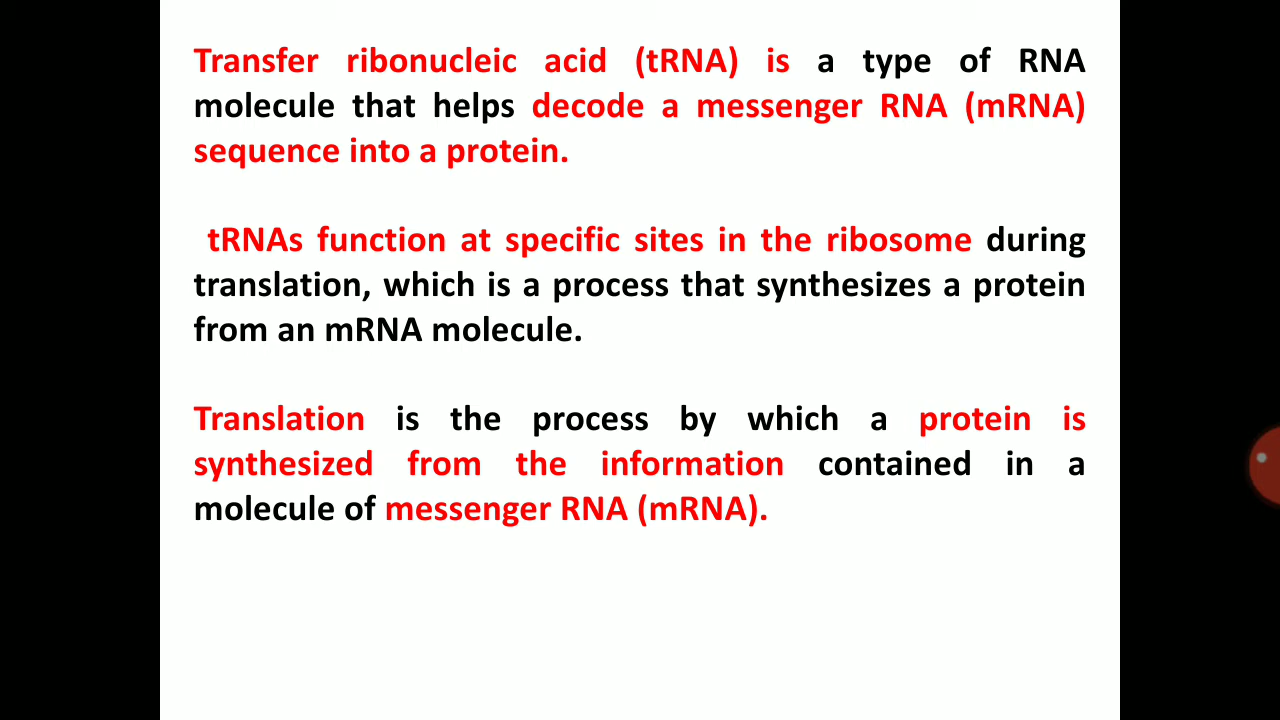 Transfer ribonucleic acid (tRNA) is a type of RNA
molecule that helps decode a messenger RNA (mRNA)
sequence into a protein.
tRNAs function at specific sites in the ribosome during
translation, which is a process that synthesizes a protein
from an mRNA molecule.
Translation is the process by which a protein is
synthesized from the information contained in a
molecule of messenger RNA (mRNA).